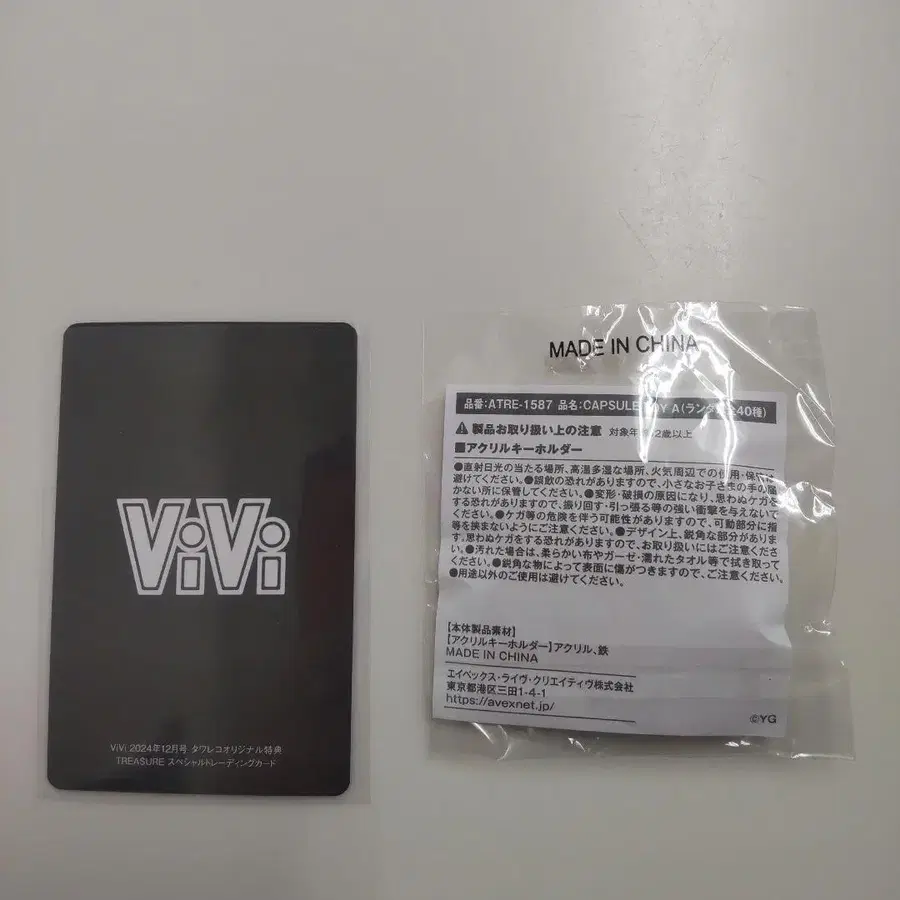 ViVi
ViVi 2024年12月号 タワレコオリジナル特典
TREASURE スペシャルトレーディングカード
MADE IN CHINA
品番:ATRE-1587 品名:CAPSULE
A(ランダ
40種)
製品お取り扱い上の注意 対象年
2歳以上
■アクリルキーホルダー
●直射日光の当たる場所、高温多湿な場所、火気周辺での使用・保
避けてください。●誤飲の恐れがありますので、小さなお子さまの手の届
かない所に保管してください。●変形・破損の原因になり、思わぬケガを
する恐れがありますので、振り回す・引っ張る等の強い衝撃を与えないで
ください。●ケガ等の危険を伴う可能性がありますので、可動部分に指
等を挟まないようにご注意ください。●デザイン上、鋭角な部分がありま
す。思わぬケガをする恐れがありますので、お取り扱いにはご注意くださ
い。●汚れた場合は、柔らかい布やガーゼ・濡れたタオル等で拭き取って
ください。●鋭角な物によって表面に傷がつきますので、ご注意ください。
●用途以外のご使用は避けてください。
【本体製品素材】
【アクリルキーホルダー】アクリル、鉄
MADE IN CHINA
エイベックス・ライヴ・クリエイティヴ株式会社
東京都港区三田1-4-1
https://avexnet.jp/
©YG